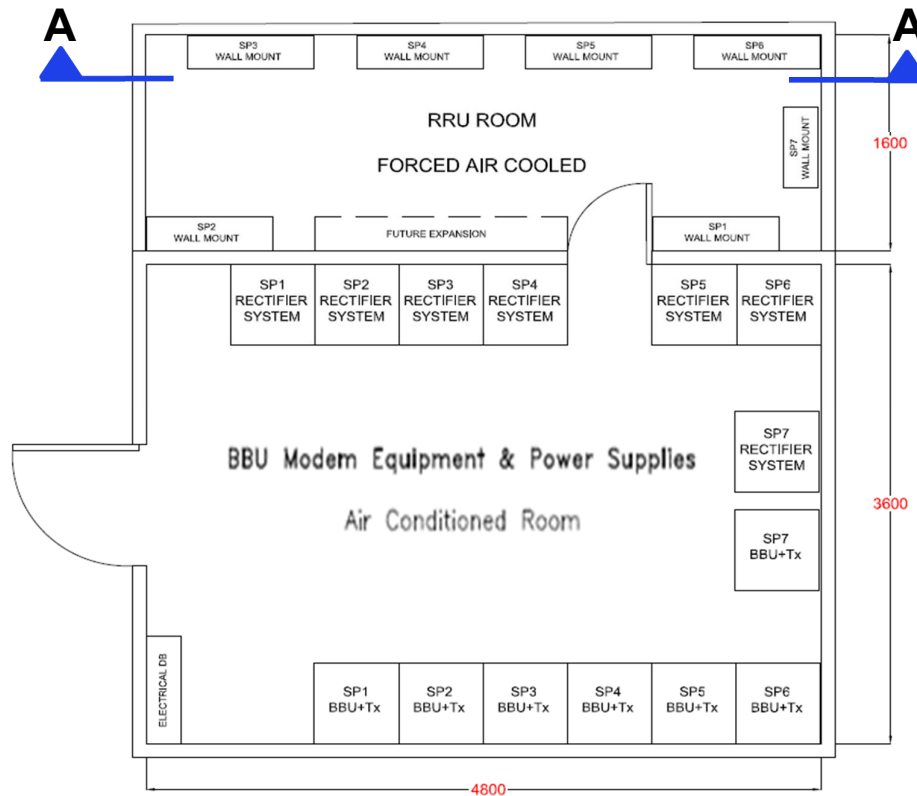 A
A
SP3
WALL MOUNT
SP4
WALL MOUNT
SP5
WALL MOUNT
SP6
WALL MOUNT
RRU ROOM
FORCED AIR COOLED
SP7
WALL MOUNT
1600
SP2
WALL MOUNT
FUTURE EXPANSION
SP1
WALL MOUNT
SP1
RECTIFIER
SYSTEM
SP2
RECTIFIER
SYSTEM
SP3
RECTIFIER
SYSTEM
SP4
RECTIFIER
SYSTEM
SP5
RECTIFIER
SYSTEM
SP6
RECTIFIER
SYSTEM
BBU Modem Equipment & Power Supplies
Air Conditioned Room
SP7
RECTIFIER
SYSTEM
3600
SP7
BBU+Tx
ELECTRICAL DB
SP1
BBU+Tx
SP2
BBU+Tx
SP3
BBU+Tx
SP4
BBU+Tx
SP5
BBU+Tx
SP6
BBU+Tx
4800